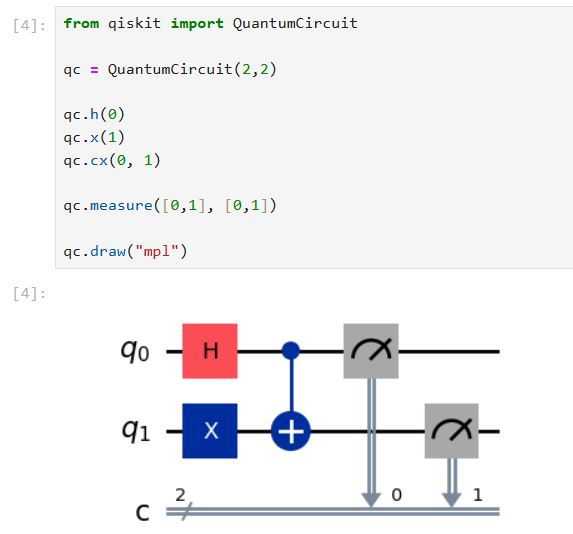 [4]: from qiskit import QuantumCircuit
qc = QuantumCircuit(2,2)
qc.h(0)
qc.x(1)
qc.cx(0, 1)
qc.measure([0,1], [0,1])
qc.draw("mpl")
[4]:
q0 H
q1 X
c 2 0 1